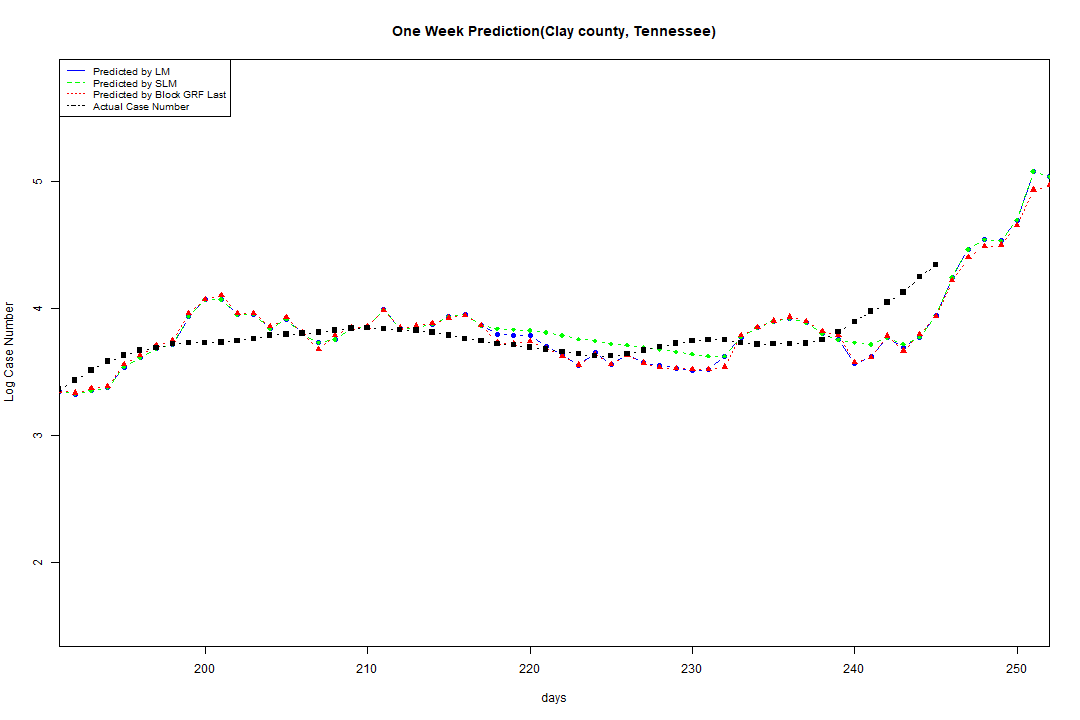 One Week Prediction(Clay county, Tennessee)
Predicted by LM
Predicted by SLM
Predicted by Block GRF Last
Actual Case Number
5
4
3
2
Log Case Number
200 210 220 230 240 250
days